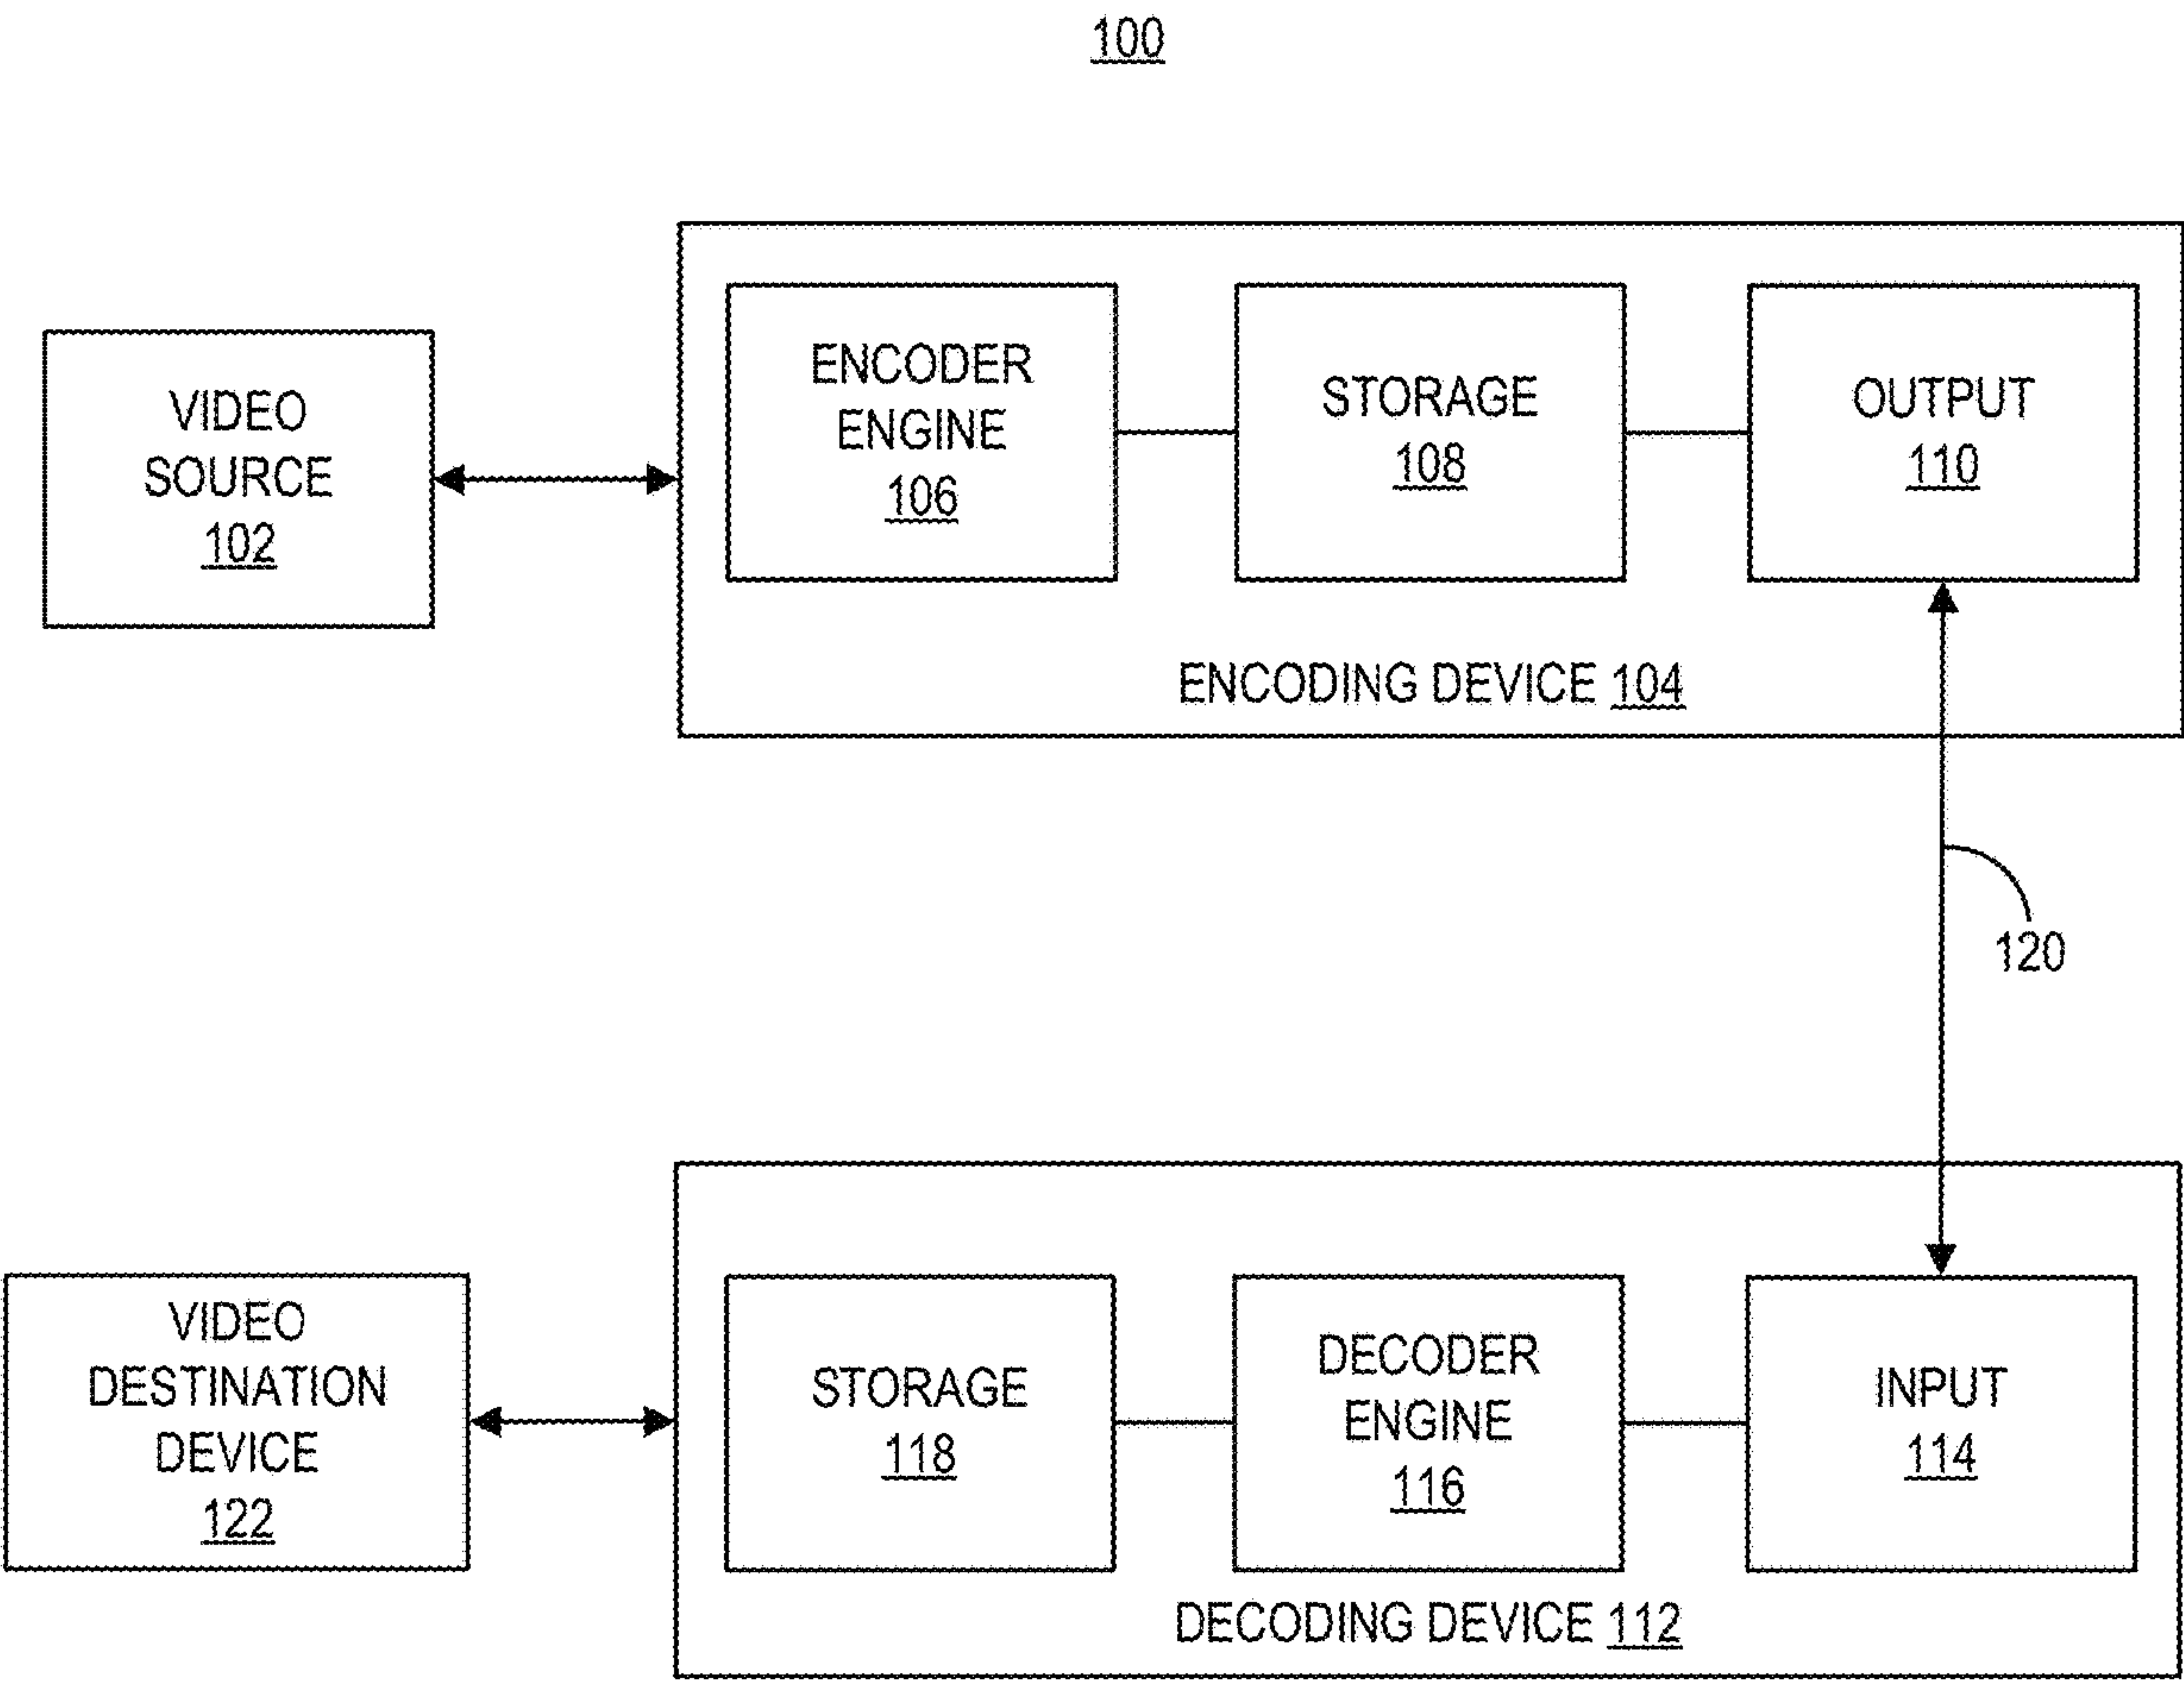 100
VIDEO
SOURCE
102
ENCODER
ENGINE
106
STORAGE
108
OUTPUT
110
ENCODING DEVICE 104
120
VIDEO
DESTINATION
DEVICE
122
STORAGE
118
DECODER
ENGINE
116
INPUT
114
DECODING DEVICE 112